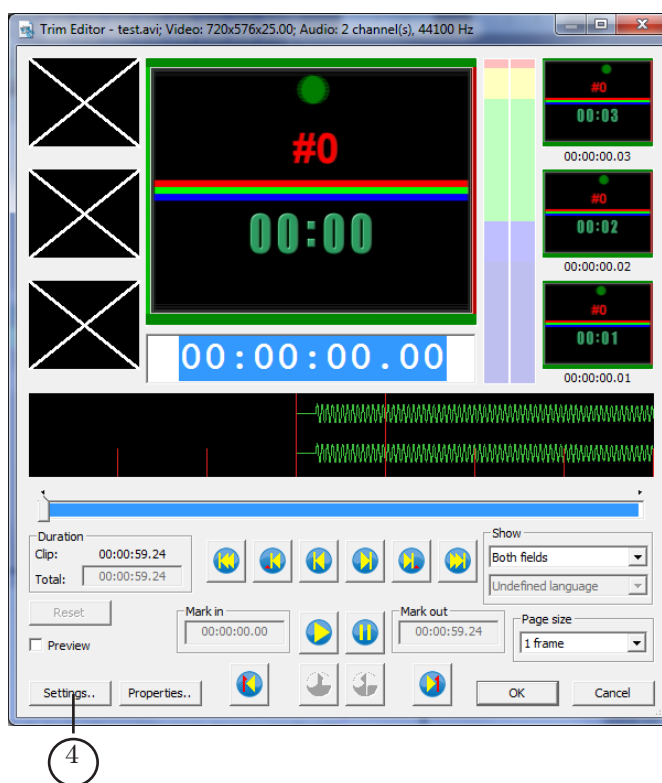 Trim Editor - test.avi; Video: 720x576x25.00; Audio: 2 channel(s), 44100 Hz
#0
00:00
00:00:00.00
#0
00:03
00:00:00.03
#0
00:02
00:00:00.02
#0
00:01
00:00:00.01
Duration
Clip: 00:00:59.24
Total: 00:00:59.24
Show
Both fields
Undefined language
Reset
Preview
Mark in
00:00:00.00
Mark out
00:00:59.24
Page size
1 frame
Settings.. Properties..
OK Cancel
4